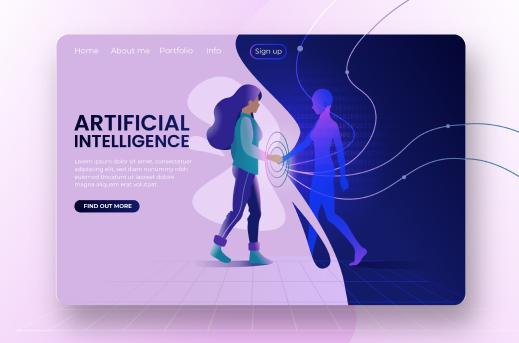 Home About me Portfolio Info Sign up
ARTIFICIAL
INTELLIGENCE
Lorem ipsum dolor sit amet, consectetuer
adipiscing elit, sed diam nonummy nibh
euismod tincidunt ut laoreet dolore
magna aliquam erat volutpat.
FIND OUT MORE